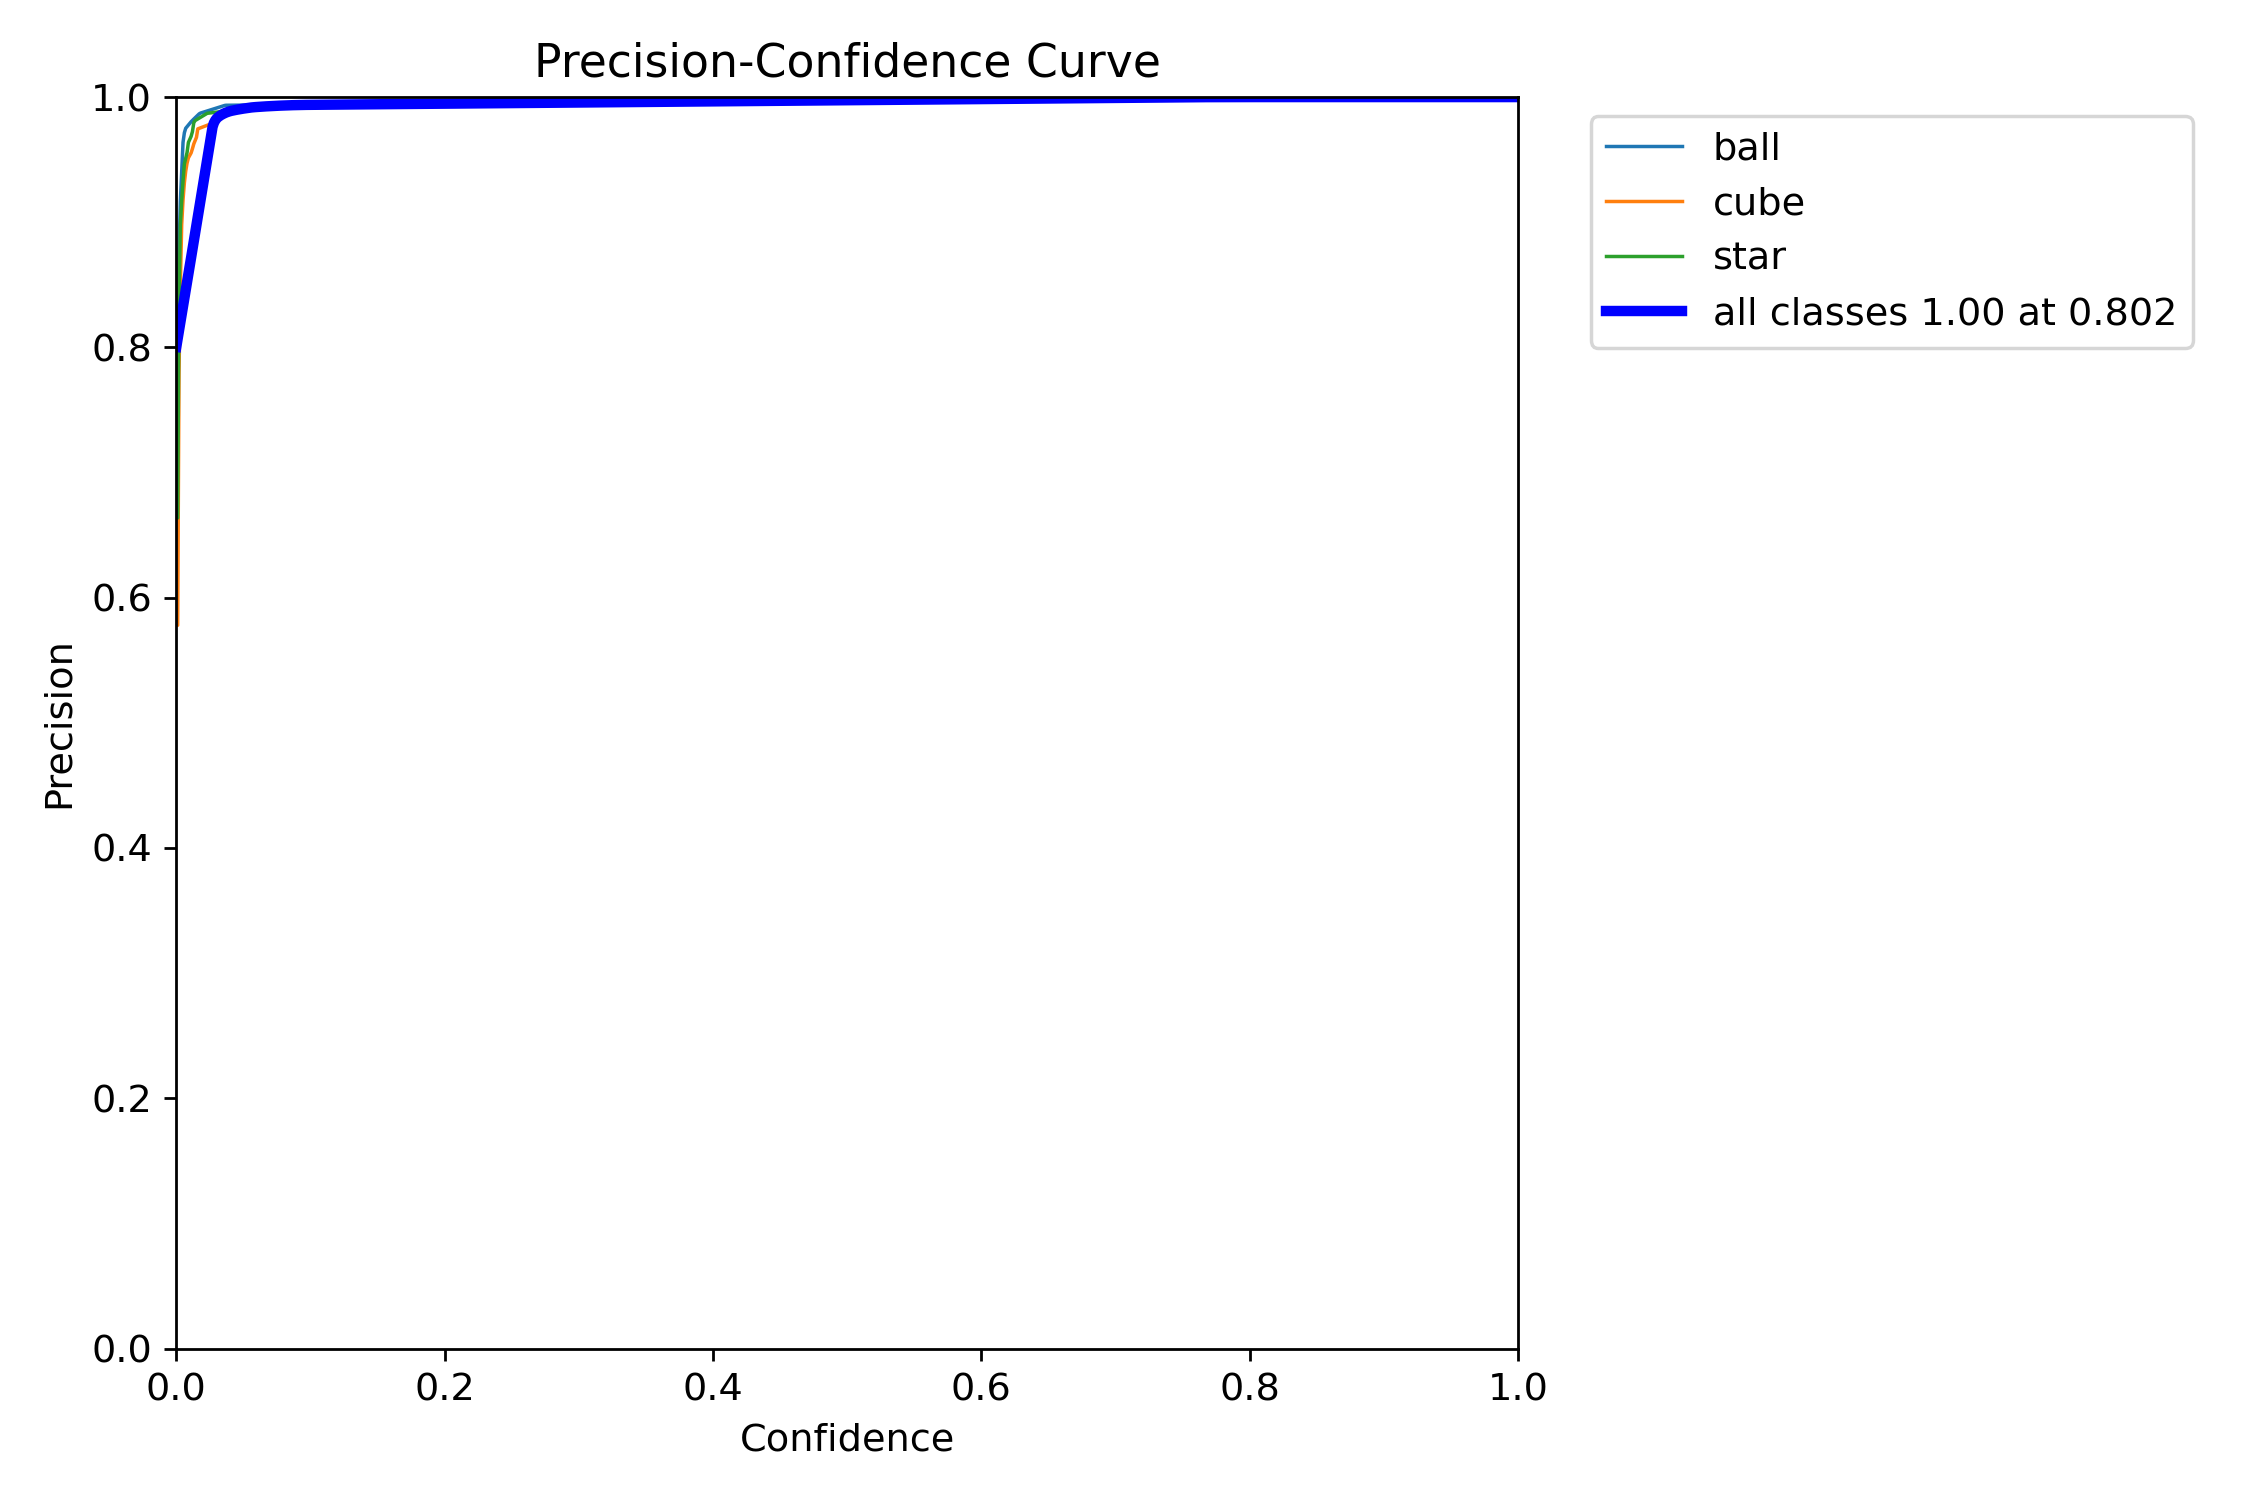 Precision-Confidence Curve
1.0
0.8
0.6
0.4
0.2
0.0
Precision
0.0 0.2 0.4 0.6 0.8 1.0
Confidence
ball
cube
star
all classes 1.00 at 0.802